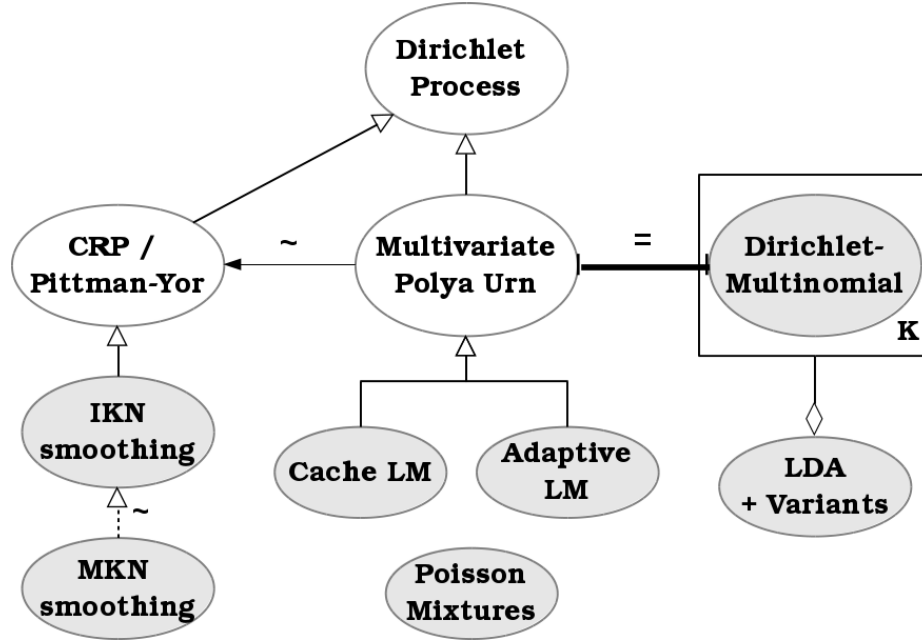 Dirichlet
Process
CRP /
Pittman-Yor
~
Multivariate
Polya Urn
=
Dirichlet-
Multinomial
K
IKN
smoothing
Cache LM
Adaptive
LM
LDA
+ Variants
~
MKN
smoothing
Poisson
Mixtures